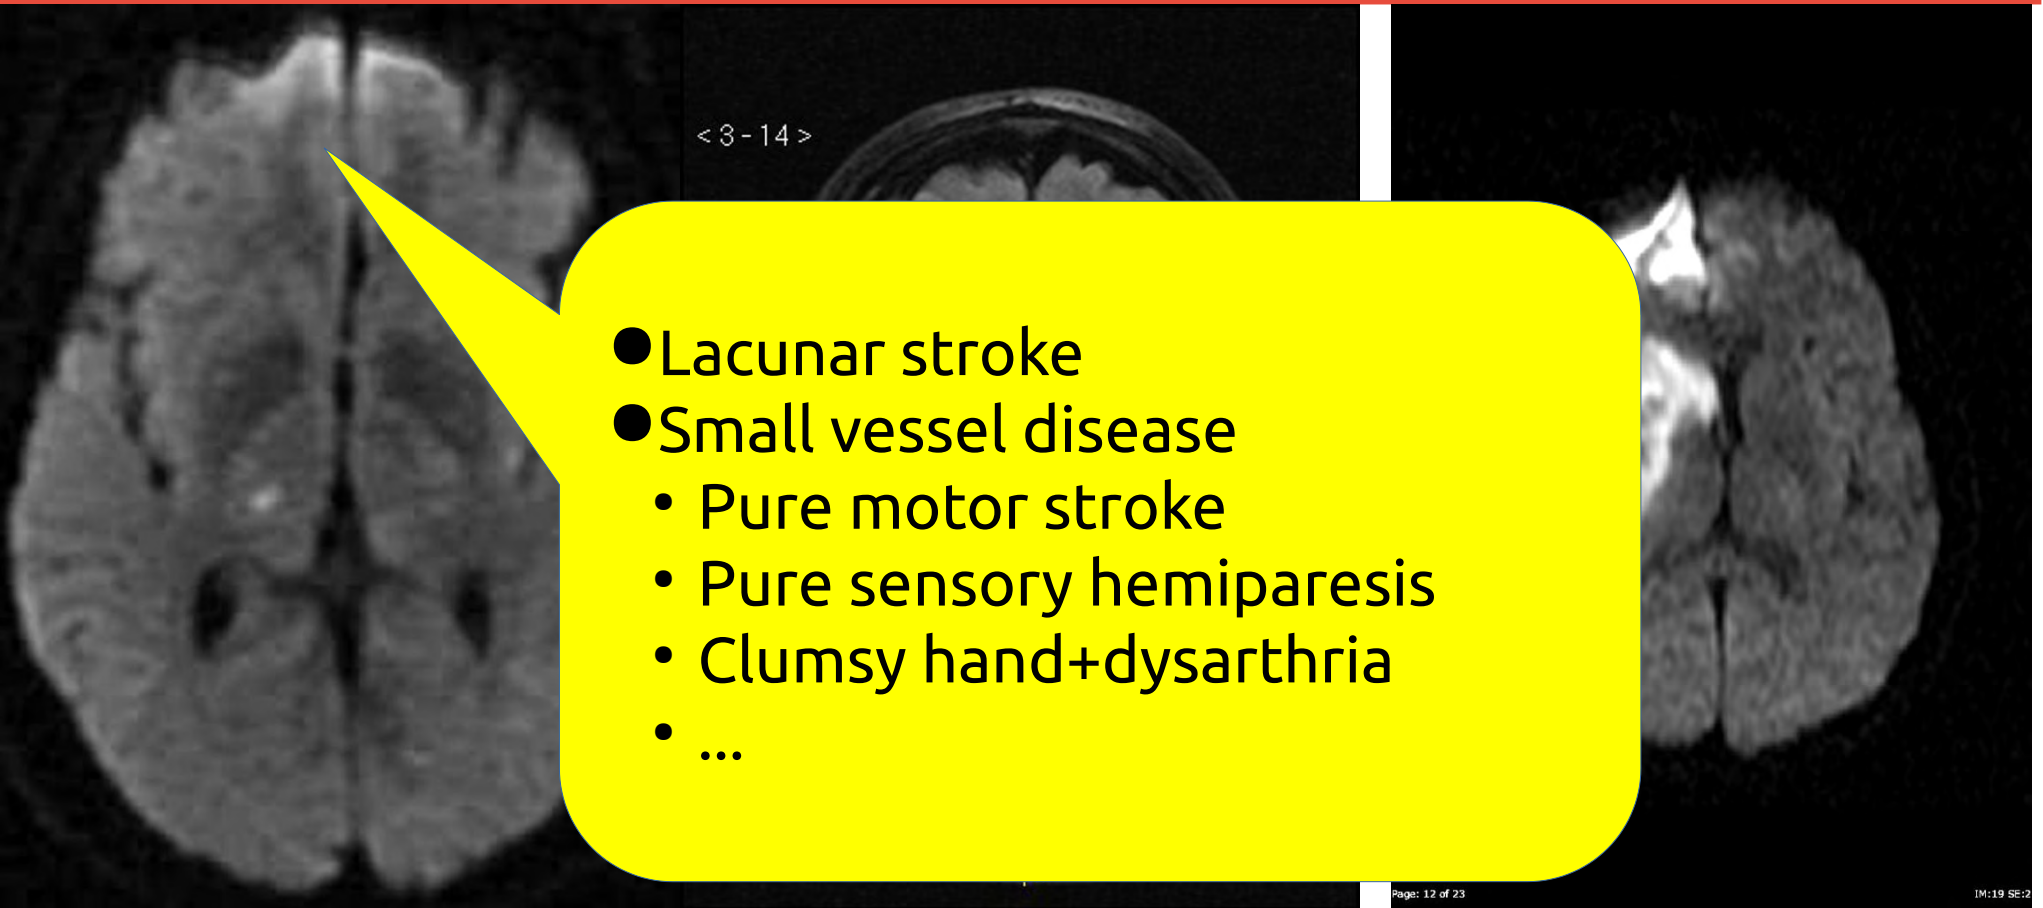 <3-14>
●Lacunar stroke
●Small vessel disease
• Pure motor stroke
• Pure sensory hemiparesis
• Clumsy hand+dysarthria
• ...
Page: 12 of 23
IM:19 SE:2